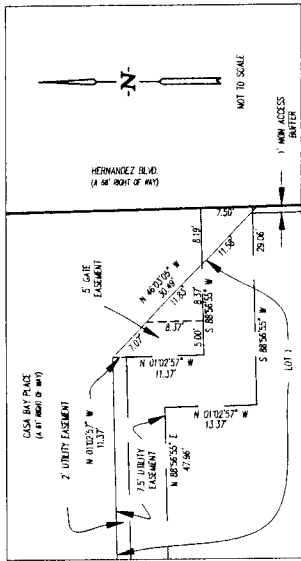 -N-
NOT TO SCALE
HERNANDEZ BLVD.
(A 68' RIGHT OF WAY)
1' NON ACCESS
BUFFER
CASA BAY PLACE
(A 61' RIGHT OF WAY)
5' GATE
EASEMENT
2' UTILITY EASEMENT
N 01°02'57" W
11.37'
7.5' UTILITY
EASEMENT
N 88°56'55" E
47.96'
N 46°03'05" W
30.49'
7.07'
11.83'
11.58'
8.19'
7.50'
8.37'
8.37'
5.00'
N 01°02'57" W
11.37'
S 88°56'55" W
29.06'
S 88°56'55" W
N 01°02'57" W
13.37'
LOT 1